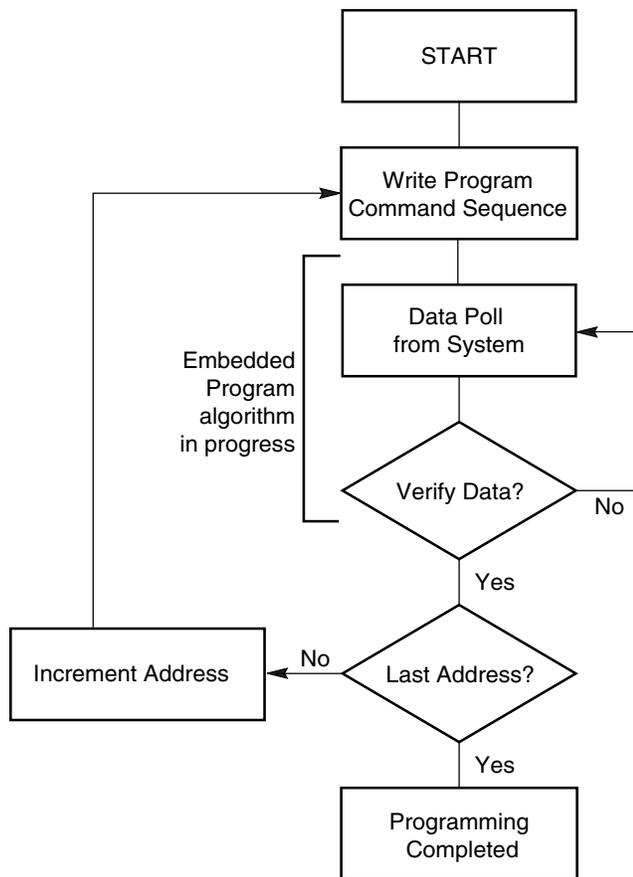 START
Write Program
Command Sequence
Data Poll
from System
Embedded
Program
algorithm
in progress
Verify Data?
No
Yes
Increment Address
No
Last Address?
Yes
Programming
Completed